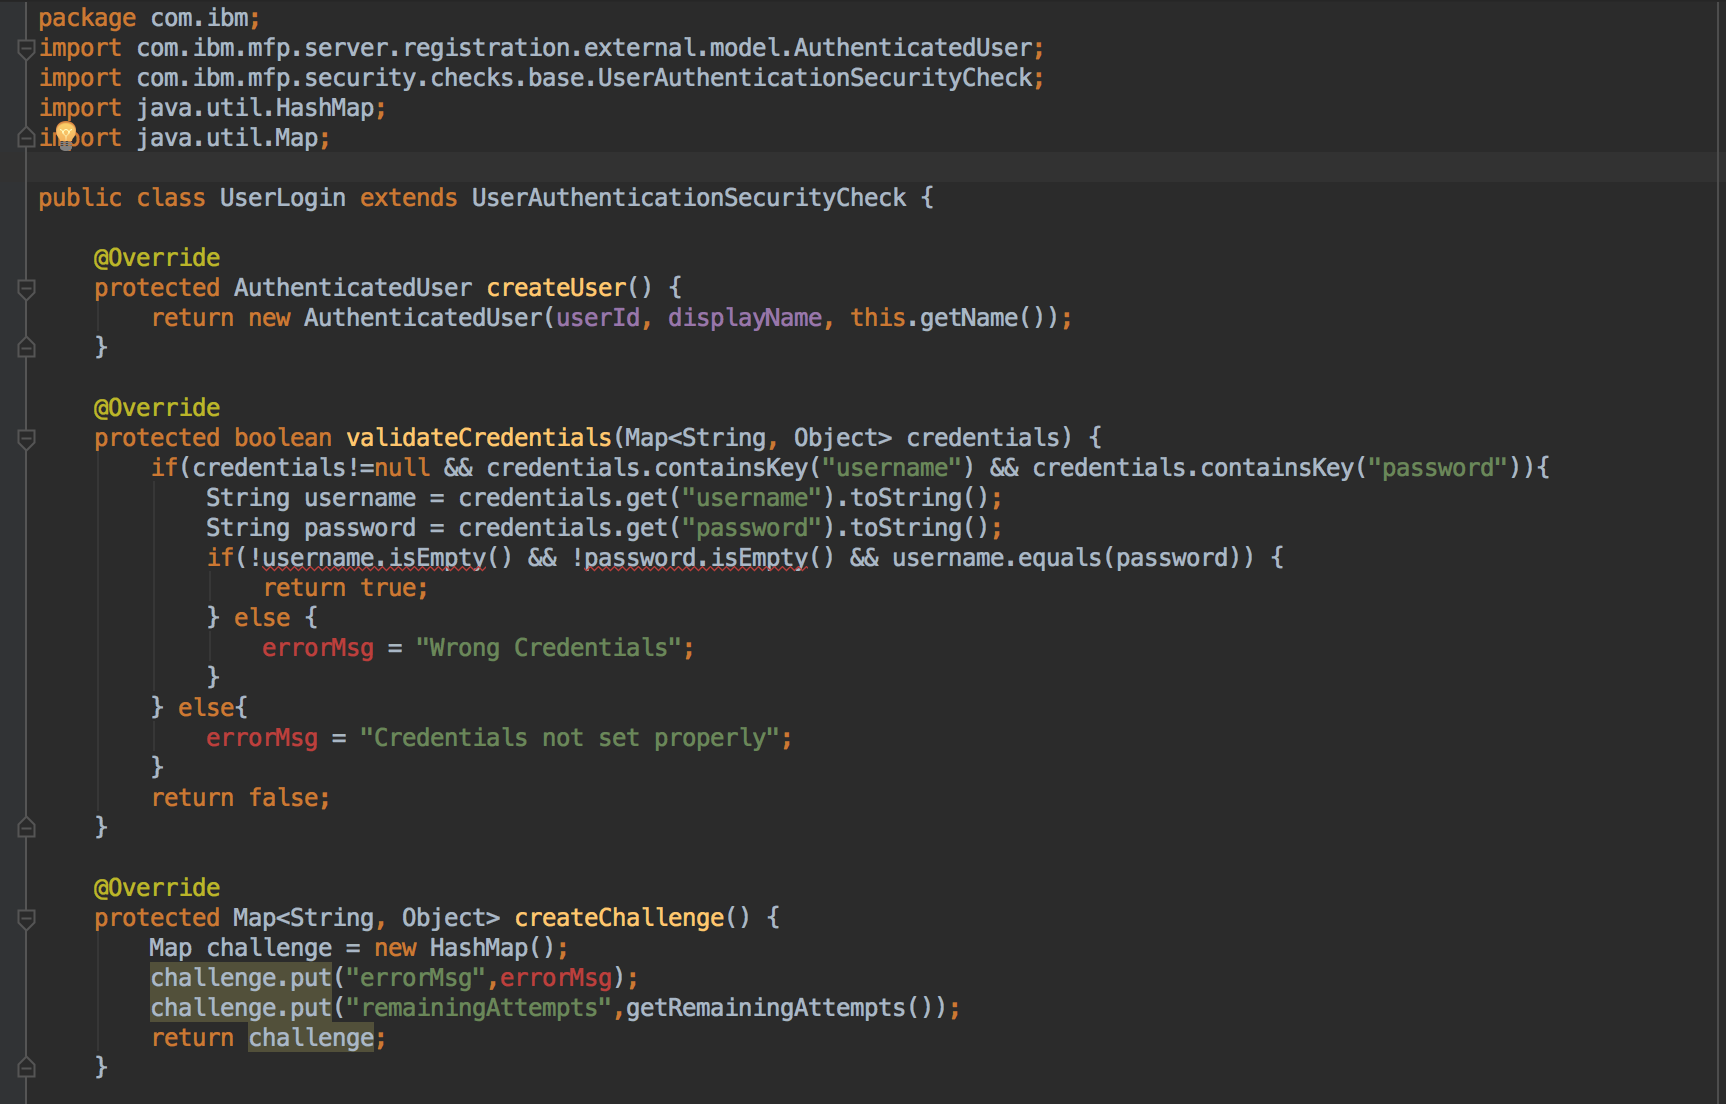 package com.ibm;
import com.ibm.mfp.server.registration.external.model.AuthenticatedUser;
import com.ibm.mfp.security.checks.base.UserAuthenticationSecurityCheck;
import java.util.HashMap;
import java.util.Map;
public class UserLogin extends UserAuthenticationSecurityCheck {
@Override
protected AuthenticatedUser createUser() {
return new AuthenticatedUser(userId, displayName, this.getName());
}
@Override
protected boolean validateCredentials(Map<String, Object> credentials) {
if(credentials!=null && credentials.containsKey("username") && credentials.containsKey("password")){
String username = credentials.get("username").toString();
String password = credentials.get("password").toString();
if(!username.isEmpty() && !password.isEmpty() && username.equals(password)) {
return true;
} else {
errorMsg = "Wrong Credentials";
}
} else{
errorMsg = "Credentials not set properly";
}
return false;
}
@Override
protected Map<String, Object> createChallenge() {
Map challenge = new HashMap();
challenge.put("errorMsg",errorMsg);
challenge.put("remainingAttempts",getRemainingAttempts());
return challenge;
}